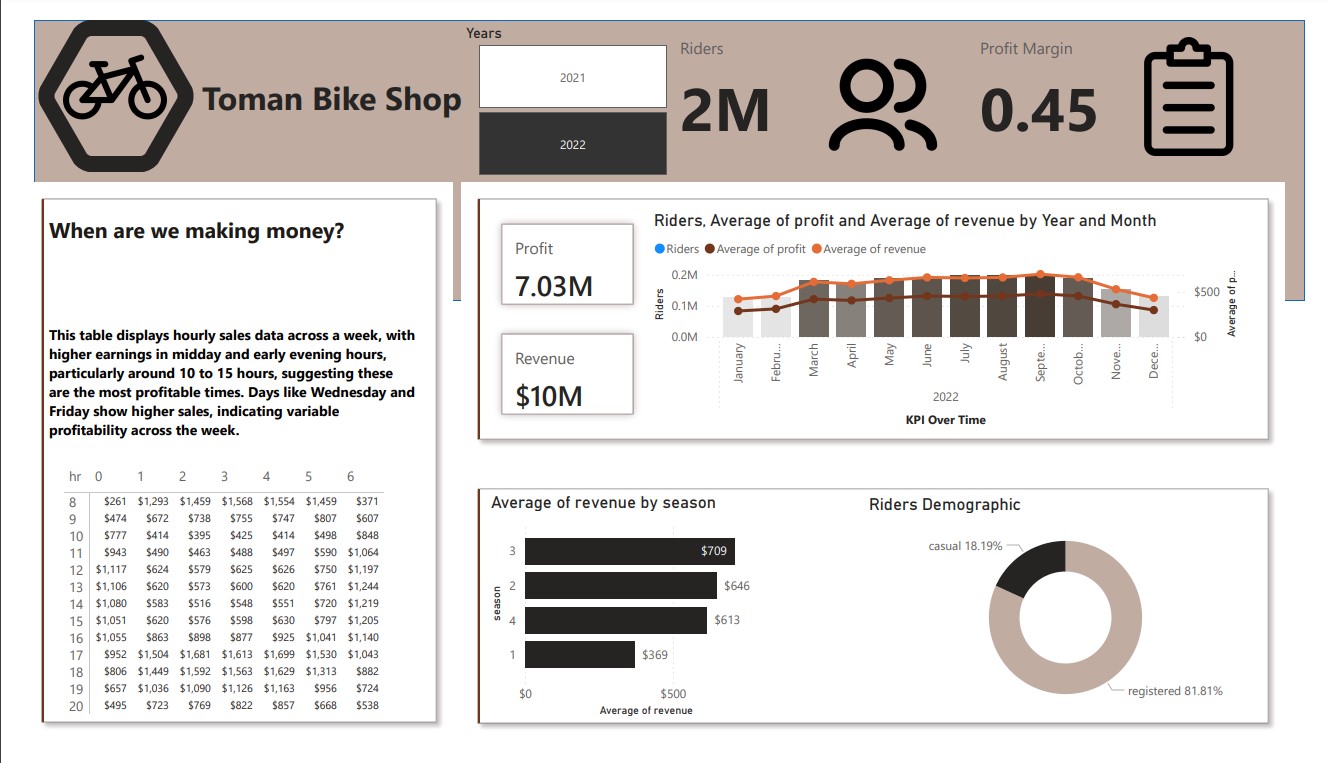 Toman Bike Shop
Years
2021
2022
Riders
2M
Profit Margin
0.45
When are we making money?
This table displays hourly sales data across a week, with
higher earnings in midday and early evening hours,
particularly around 10 to 15 hours, suggesting these
are the most profitable times. Days like Wednesday and
Friday show higher sales, indicating variable
profitability across the week.
hr 0 1 2 3 4 5 6
8 $261 $1,293 $1,459 $1,568 $1,554 $1,459 $371
9 $474 $672 $738 $755 $747 $807 $607
10 $777 $414 $395 $425 $414 $498 $848
11 $943 $490 $463 $488 $497 $590 $1,064
12 $1,117 $624 $579 $625 $626 $750 $1,197
13 $1,106 $620 $573 $600 $620 $761 $1,244
14 $1,080 $583 $516 $548 $551 $720 $1,219
15 $1,051 $620 $576 $598 $630 $797 $1,205
16 $1,055 $863 $898 $877 $925 $1,041 $1,140
17 $952 $1,504 $1,681 $1,613 $1,699 $1,530 $1,043
18 $806 $1,449 $1,592 $1,563 $1,629 $1,313 $882
19 $657 $1,036 $1,090 $1,126 $1,163 $956 $724
20 $495 $723 $769 $822 $857 $668 $538
Profit
7.03M
Revenue
$10M
Riders, Average of profit and Average of revenue by Year and Month
Riders Average of profit Average of revenue
Riders
0.2M
0.1M
0.0M
$500
$0
Average of p...
January
Febru...
March
April
May
June
July
August
Septe...
Octob...
Nove...
Dece...
2022
KPI Over Time
Average of revenue by season
season
3 $709
2 $646
4 $613
1 $369
$0 $500
Average of revenue
Riders Demographic
casual 18.19%
registered 81.81%